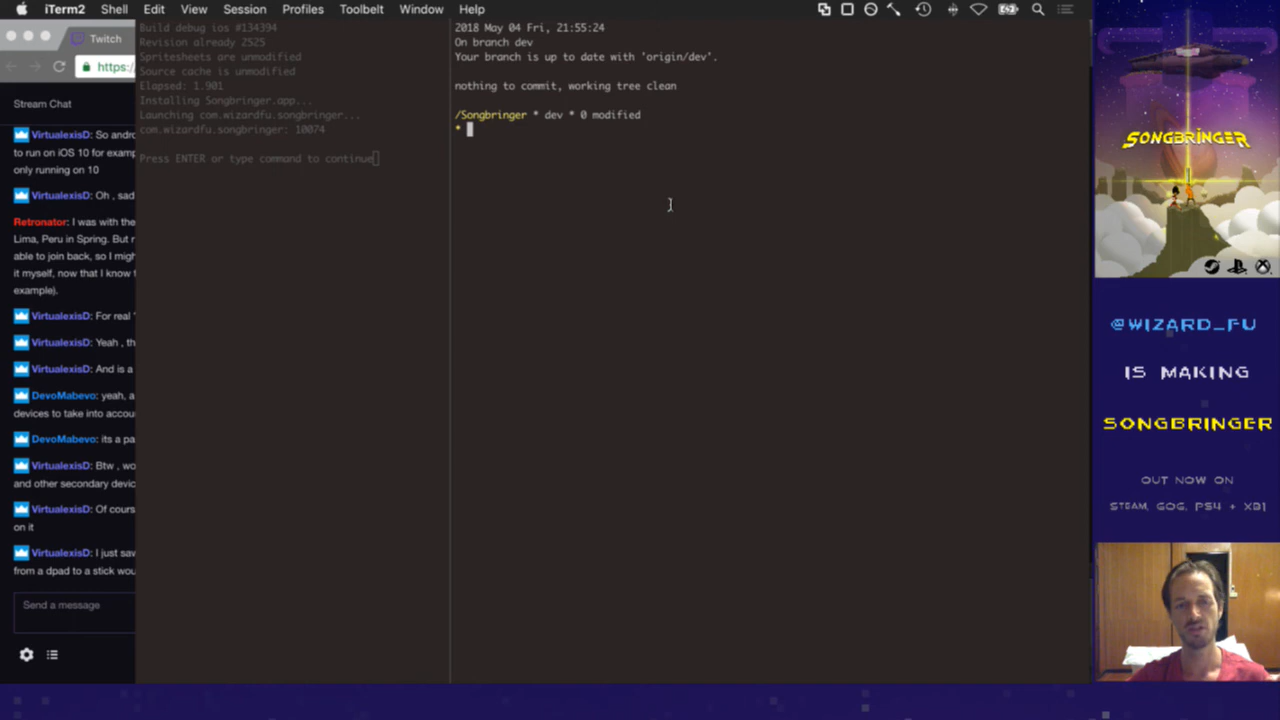 iTerm2 Shell Edit View Session Profiles Toolbelt Window Help
Twitch
https:
Stream Chat
VirtualexisD: So andro
to run on iOS 10 for examp
only running on 10
VirtualexisD: Oh , sad
Retronator: I was with the
Lima, Peru in Spring. But r
able to join back, so I migh
it myself, now that I know t
example).
VirtualexisD: For real
VirtualexisD: Yeah , th
VirtualexisD: And is a
DevoMabevo: yeah, a
devices to take into accou
DevoMabevo: its a pa
VirtualexisD: Btw , wo
and other secondary devic
VirtualexisD: Of cours
on it
VirtualexisD: I just saw
from a dpad to a stick wou
Send a message
Build debug ios #134394
Revision already 2525
Spritesheets are unmodified
Source cache is unmodified
Elapsed: 1.901
Installing Songbringer.app...
Launching com.wizardfu.songbringer...
com.wizardfu.songbringer: 10074
Press ENTER or type command to continue
2018 May 04 Fri, 21:55:24
On branch dev
Your branch is up to date with 'origin/dev'.
nothing to commit, working tree clean
/Songbringer * dev * 0 modified
*
SONGBRINGER
@WIZARD_FU
IS MAKING
SONGBRINGER
OUT NOW ON
STEAM, GOG, PS4 + XB1